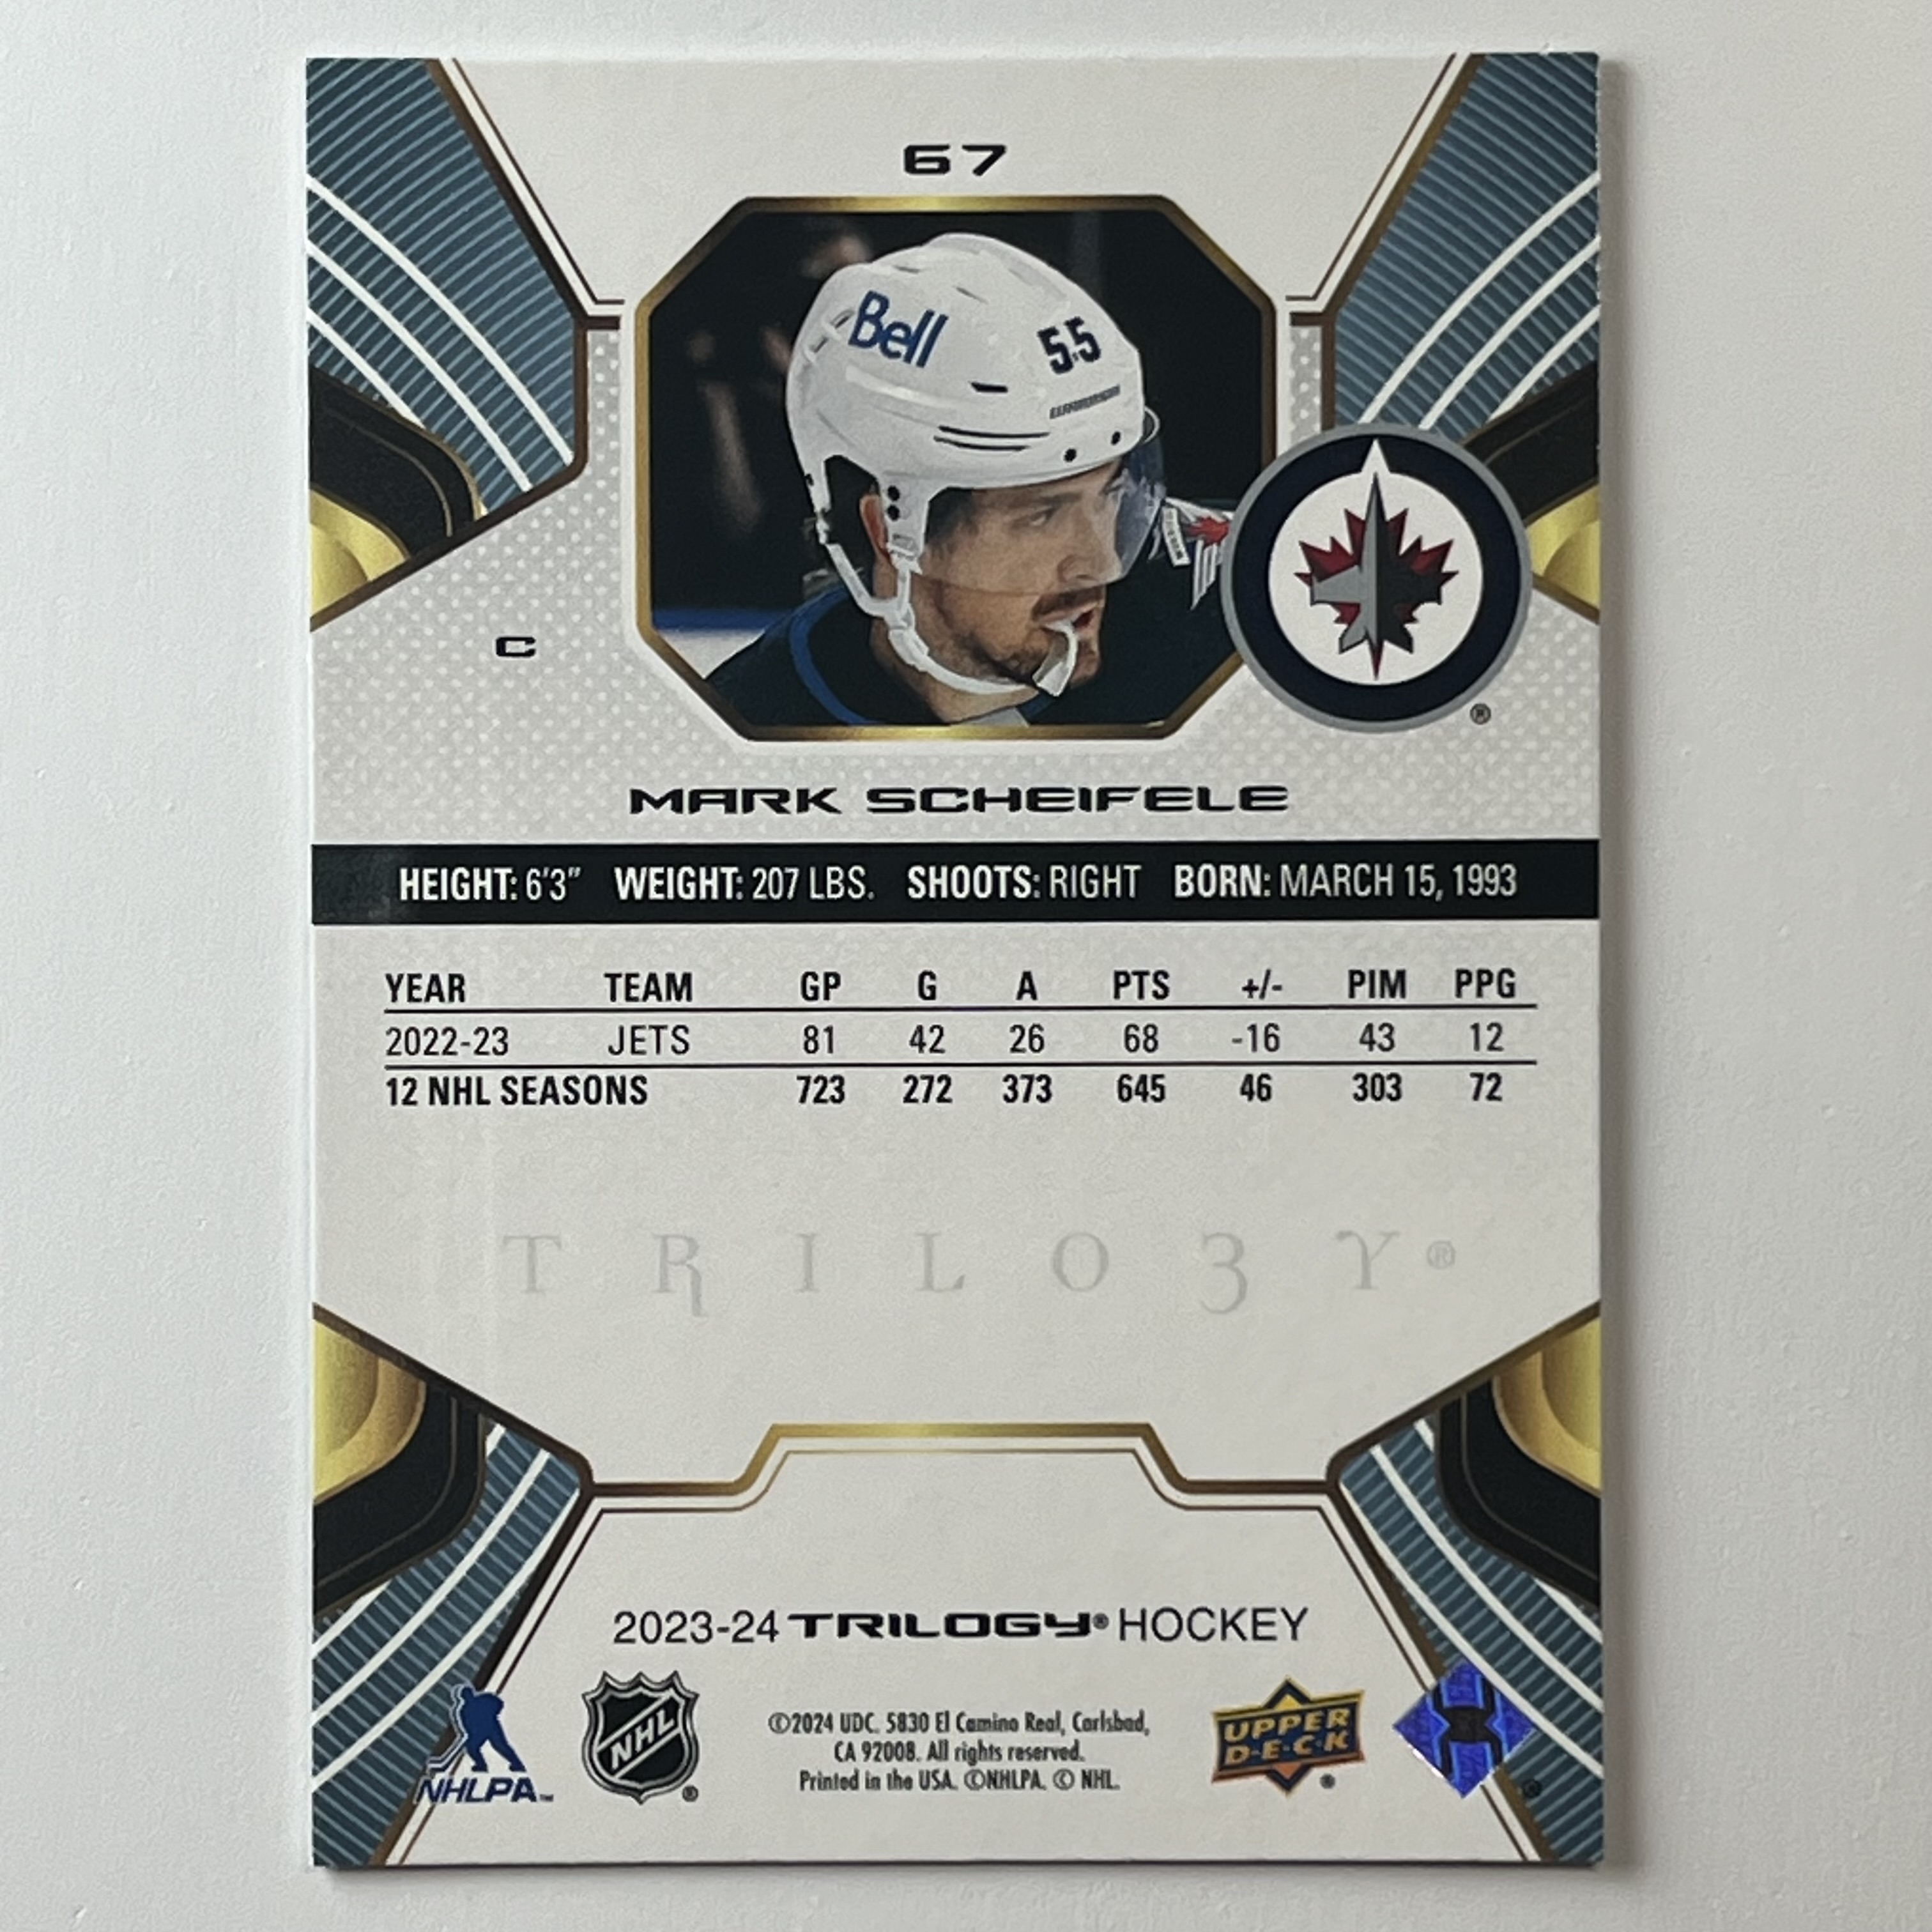 67
Bell
55
WARRIOR
C
MARK SCHEIFELE
HEIGHT: 6'3" WEIGHT: 207 LBS. SHOOTS: RIGHT BORN: MARCH 15, 1993
YEAR TEAM GP G A PTS +/- PIM PPG
2022-23 JETS 81 42 26 68 -16 43 12
12 NHL SEASONS 723 272 373 645 46 303 72
TRILO3Y®
2023-24 TRILOGY® HOCKEY
NHLPA™
NHL ®
©2024 UDC. 5830 El Camino Real, Carlsbad,
CA 92008. All rights reserved.
Printed in the USA. ©NHLPA. © NHL.
UPPER
D·E·C·K ®